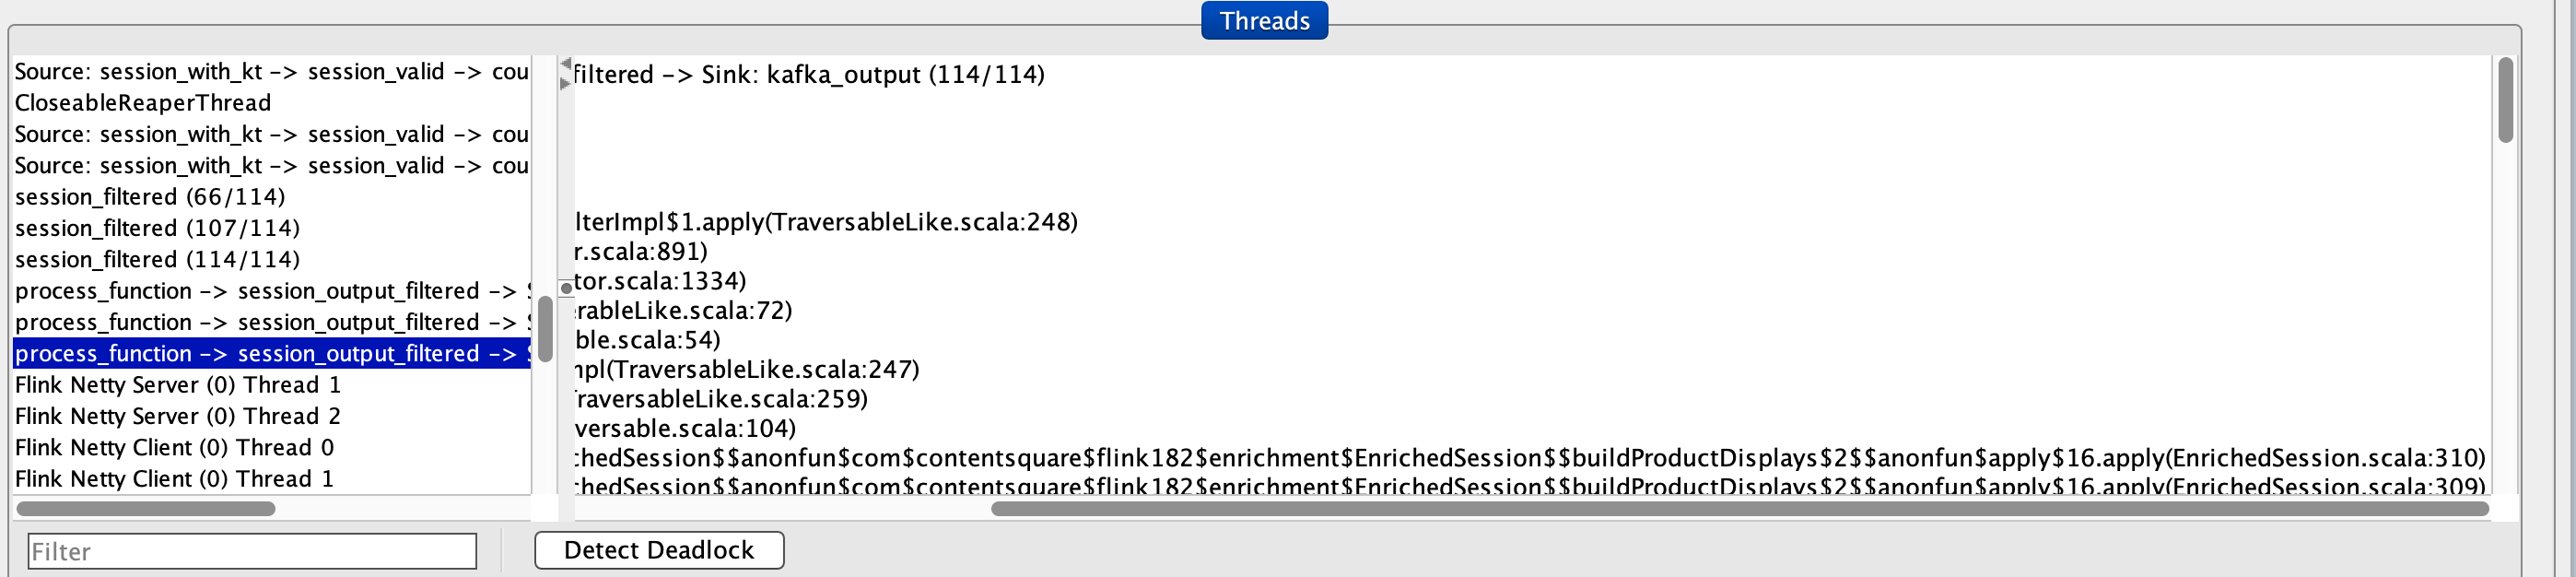 Threads
Source: session_with_kt -> session_valid -> cou
CloseableReaperThread
Source: session_with_kt -> session_valid -> cou
Source: session_with_kt -> session_valid -> cou
session_filtered (66/114)
session_filtered (107/114)
session_filtered (114/114)
process_function -> session_output_filtered -> S
process_function -> session_output_filtered -> S
process_function -> session_output_filtered -> S
Flink Netty Server (0) Thread 1
Flink Netty Server (0) Thread 2
Flink Netty Client (0) Thread 0
Flink Netty Client (0) Thread 1
filtered -> Sink: kafka_output (114/114)
lterImpl$1.apply(TraversableLike.scala:248)
r.scala:891)
tor.scala:1334)
erableLike.scala:72)
ble.scala:54)
mpl(TraversableLike.scala:247)
TraversableLike.scala:259)
versable.scala:104)
chedSession$$anonfun$com$contentsquare$flink182$enrichment$EnrichedSession$$buildProductDisplays$2$$anonfun$apply$16.apply(EnrichedSession.scala:310)
chedSession$$anonfun$com$contentsquare$flink182$enrichment$EnrichedSession$$buildProductDisplays$2$$anonfun$apply$16.apply(EnrichedSession.scala:309)
Filter
Detect Deadlock